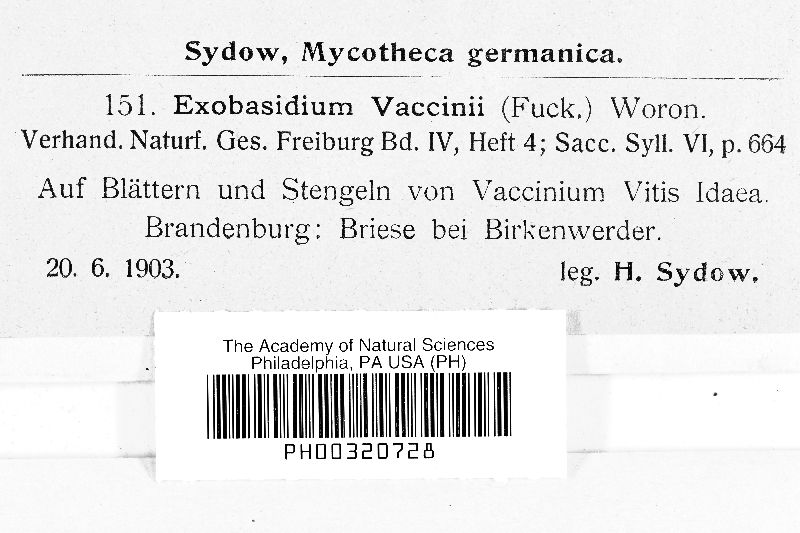 Sydow, Mycotheca germanica.
151. Exobasidium Vaccinii (Fuck.) Woron.
Verhand. Naturf. Ges. Freiburg Bd. IV, Heft 4; Sacc. Syll. VI, p. 664
Auf Blättern und Stengeln von Vaccinium Vitis Idaea.
Brandenburg: Briese bei Birkenwerder.
20. 6. 1903. leg. H. Sydow.
The Academy of Natural Sciences
Philadelphia, PA USA (PH)
PH00320728